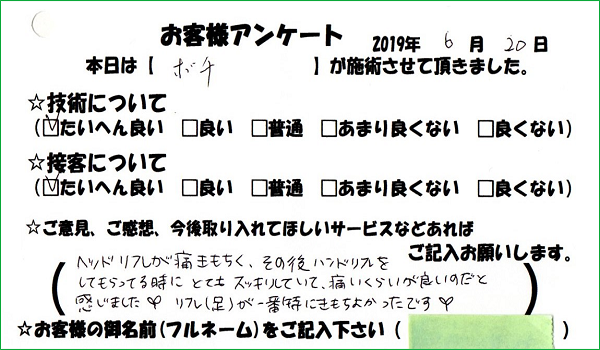 お客様アンケート 2019年 6 月 20 日
本日は【 ボチ 】が施術させて頂きました。
☆技術について
(☑たいへん良い □良い □普通 □あまり良くない □良くない)
☆接客について
(☑たいへん良い □良い □普通 □あまり良くない □良くない)
☆ご意見、ご感想、今後取り入れてほしいサービスなどあれば
ご記入お願いします。
ヘッドリフレが痛きもちく、その後ハンドリフレを
してもらってる時に とても スッキリしていて、痛いくらいが良いのだと
感じました♡ リフレ(足)が一番特にきもちよかったです♡
☆お客様の御名前(フルネーム)をご記入下さい ( )